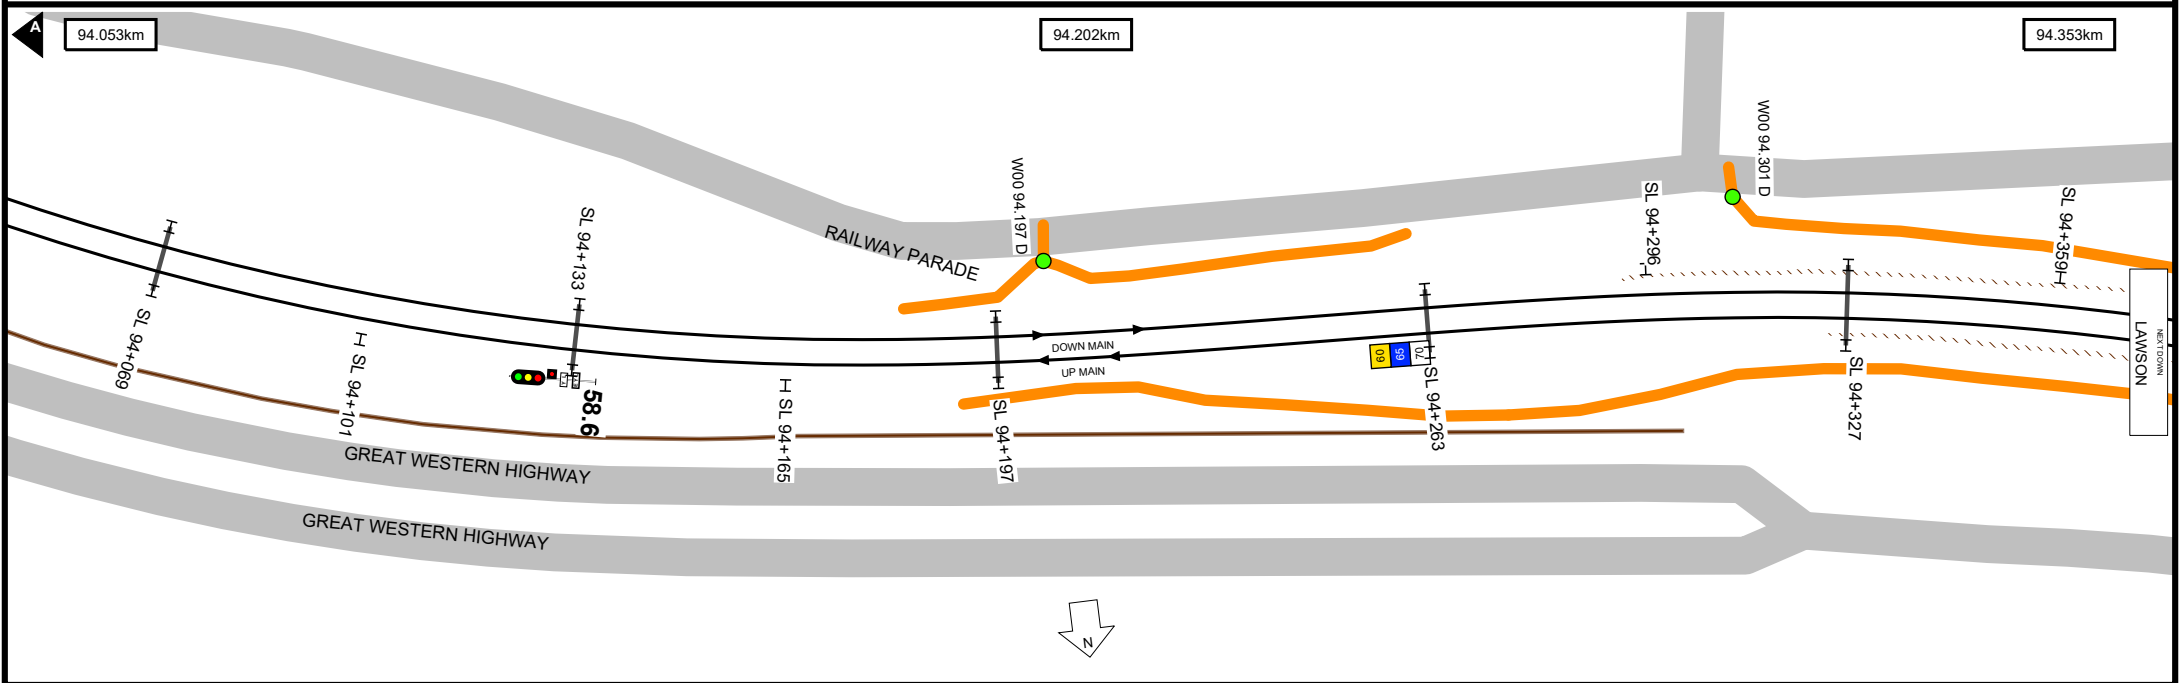 A
94.053km
94.202km
94.353km
W00 94.301 D
W00 94.197 D
SL 94+296
SL 94+359
SL 94+133
RAILWAY PARADE
SL 94+069
SL 94+101
DOWN MAIN
UP MAIN
60
65
70
SL 94+263
NEXT DOWN
LAWSON
58.6
SL 94+165
SL 94+197
SL 94+327
GREAT WESTERN HIGHWAY
GREAT WESTERN HIGHWAY
N